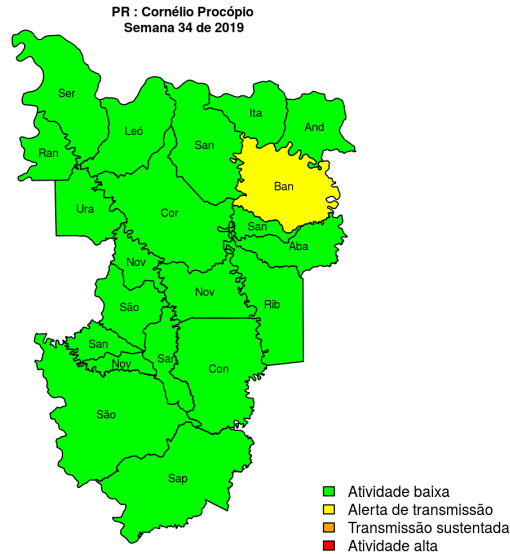 PR : Cornélio Procópio
Semana 34 de 2019
Ser
Ita
And
Leó
San
Ran
Ban
Ura
Cor
San
Aba
Nov
Nov
Rib
São
San
San
Nov
Con
São
Sap
Atividade baixa
Alerta de transmissão
Transmissão sustentada
Atividade alta